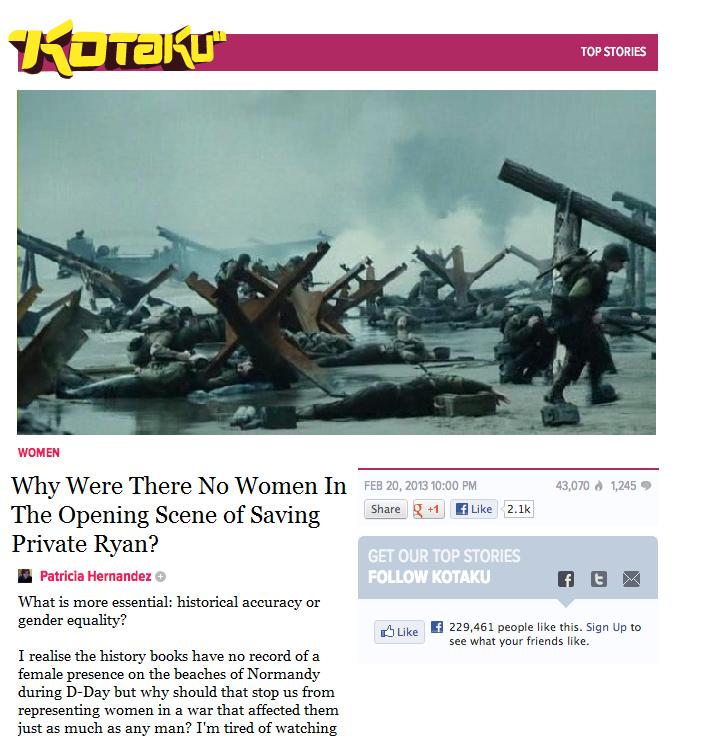 KOTAKU
TOP STORIES
WOMEN
Why Were There No Women In
The Opening Scene of Saving
Private Ryan?
Patricia Hernandez
What is more essential: historical accuracy or
gender equality?
I realise the history books have no record of a
female presence on the beaches of Normandy
during D-Day but why should that stop us from
representing women in a war that affected them
just as much as any man? I'm tired of watching
FEB 20, 2013 10:00 PM 43,070 1,245
Share +1 Like 2.1k
GET OUR TOP STORIES
FOLLOW KOTAKU
Like 229,461 people like this. Sign Up to
see what your friends like.